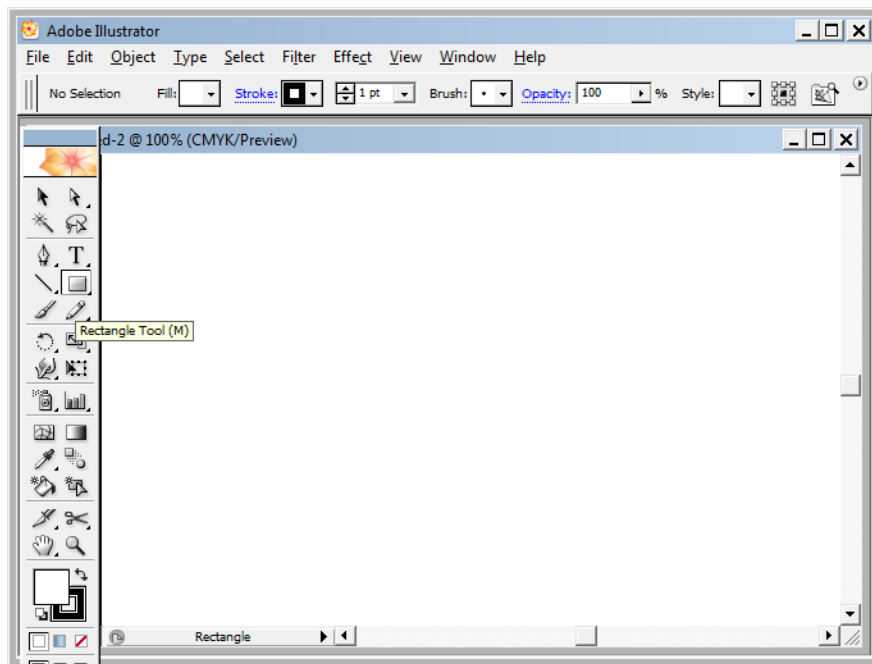 Adobe Illustrator
File Edit Object Type Select Filter Effect View Window Help
No Selection Fill: Stroke: 1 pt Brush: Opacity: 100 % Style:
d-2 @ 100% (CMYK/Preview)
T
Rectangle Tool (M)
Rectangle